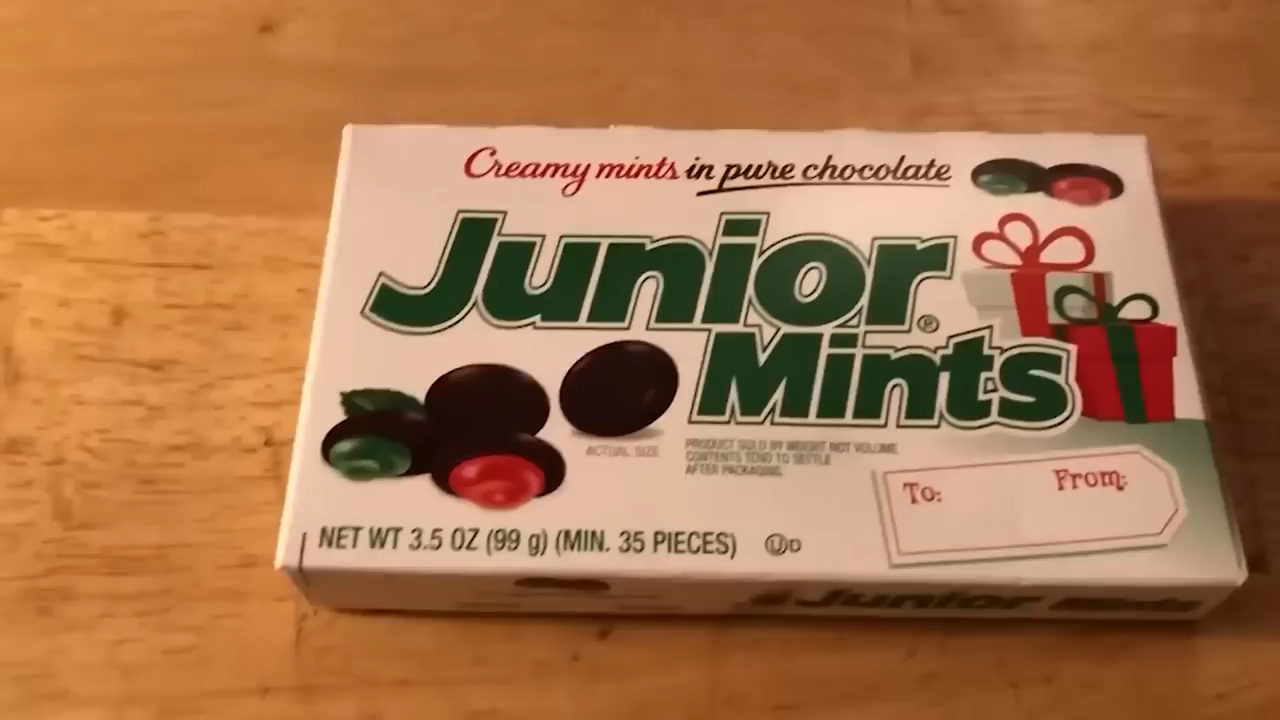 Creamy mints in pure chocolate
Junior®
Mints
ACTUAL SIZE
PRODUCT SOLD BY WEIGHT NOT VOLUME
CONTENTS TEND TO SETTLE
AFTER PACKAGING
To: From:
NET WT 3.5 OZ (99 g) (MIN. 35 PIECES) ⓊD
Junior Mints